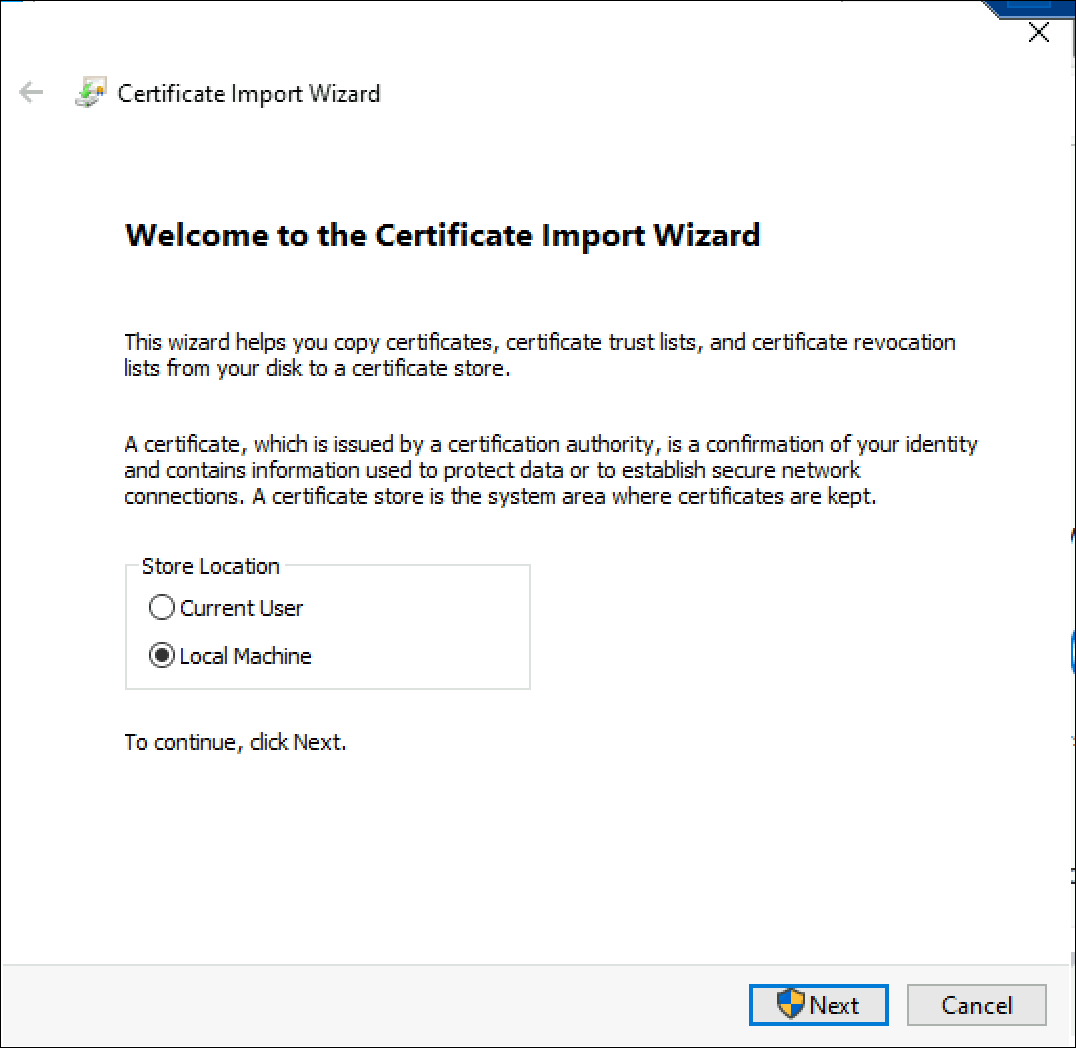 Certificate Import Wizard
Welcome to the Certificate Import Wizard
This wizard helps you copy certificates, certificate trust lists, and certificate revocation
lists from your disk to a certificate store.
A certificate, which is issued by a certification authority, is a confirmation of your identity
and contains information used to protect data or to establish secure network
connections. A certificate store is the system area where certificates are kept.
Store Location
Current User
Local Machine
To continue, click Next.
Next
Cancel